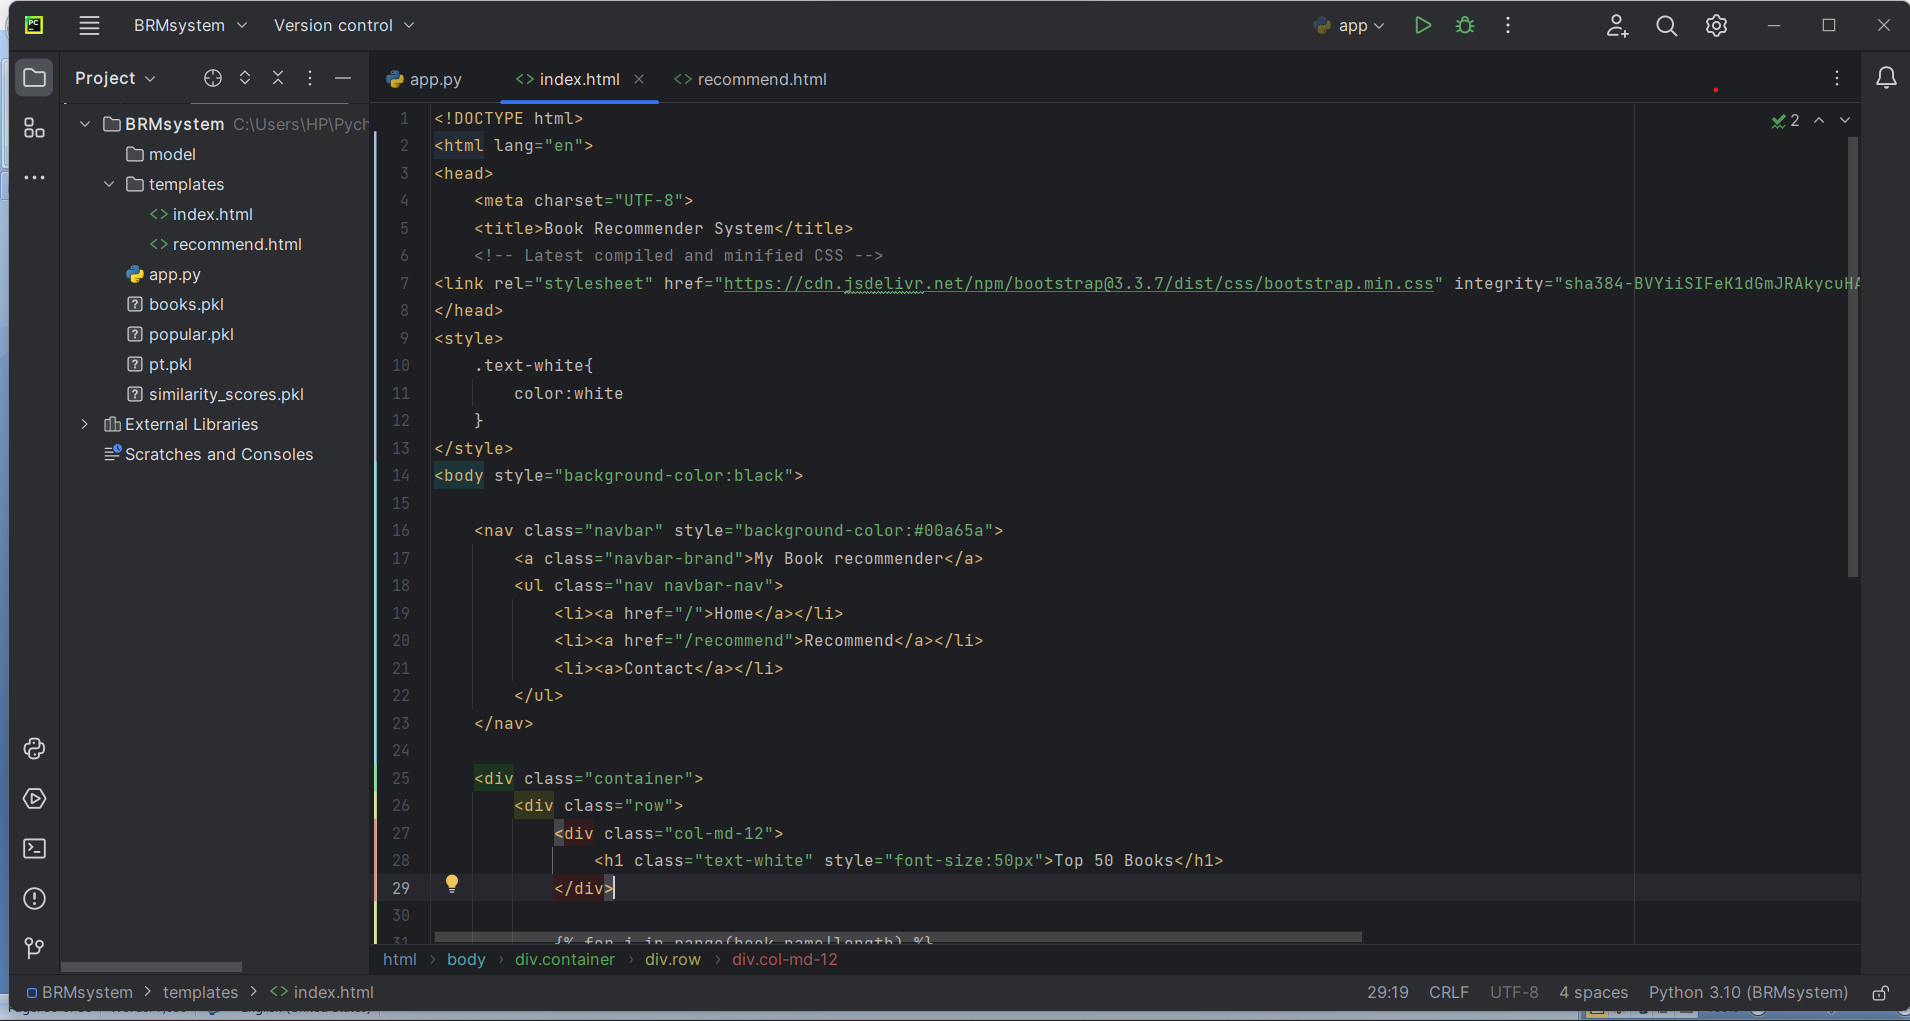 PC BRMsystem Version control app
Project
app.py index.html recommend.html
BRMsystem C:\Users\HP\Pych
model
templates
index.html
recommend.html
app.py
books.pkl
popular.pkl
pt.pkl
similarity_scores.pkl
External Libraries
Scratches and Consoles
2
1 <!DOCTYPE html>
2 <html lang="en">
3 <head>
4 <meta charset="UTF-8">
5 <title>Book Recommender System</title>
6 <!-- Latest compiled and minified CSS -->
7 <link rel="stylesheet" href="https://cdn.jsdelivr.net/npm/bootstrap@3.3.7/dist/css/bootstrap.min.css" integrity="sha384-BVYiiSIFeK1dGmJRAkycuHA
8 </head>
9 <style>
10 .text-white{
11 color:white
12 }
13 </style>
14 <body style="background-color:black">
15
16 <nav class="navbar" style="background-color:#00a65a">
17 <a class="navbar-brand">My Book recommender</a>
18 <ul class="nav navbar-nav">
19 <li><a href="/">Home</a></li>
20 <li><a href="/recommend">Recommend</a></li>
21 <li><a>Contact</a></li>
22 </ul>
23 </nav>
24
25 <div class="container">
26 <div class="row">
27 <div class="col-md-12">
28 <h1 class="text-white" style="font-size:50px">Top 50 Books</h1>
29 </div>
30
31 {% for i in range(book_name|length) %}
html › body › div.container › div.row › div.col-md-12
BRMsystem > templates > index.html 29:19 CRLF UTF-8 4 spaces Python 3.10 (BRMsystem)